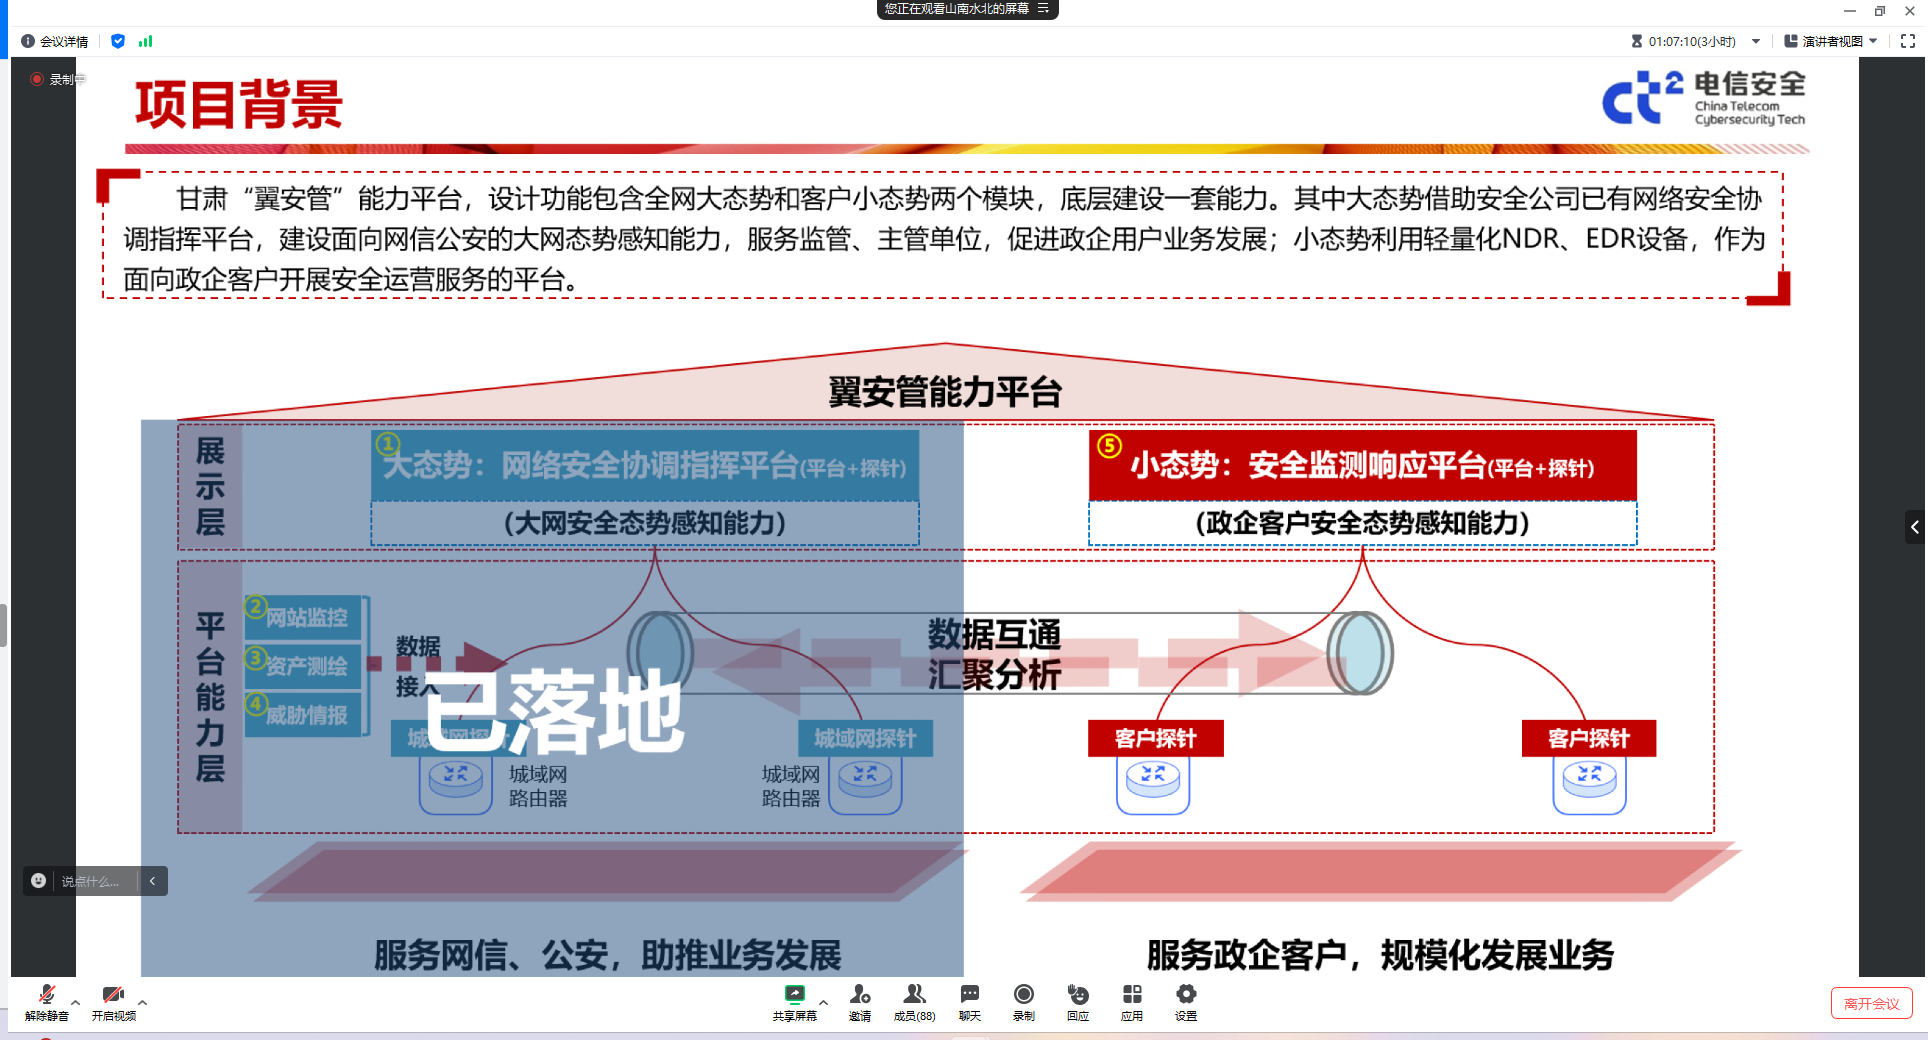 您正在观看山南水北的屏幕
会议详情
01:07:10(3小时)
演讲者视图
录制中
项目背景
ct² 电信安全
China Telecom
Cybersecurity Tech
甘肃“翼安管”能力平台，设计功能包含全网大态势和客户小态势两个模块，底层建设一套能力。其中大态势借助安全公司已有网络安全协
调指挥平台，建设面向网信公安的大网态势感知能力，服务监管、主管单位，促进政企用户业务发展；小态势利用轻量化NDR、EDR设备，作为
面向政企客户开展安全运营服务的平台。
翼安管能力平台
展示层
①
大态势：网络安全协调指挥平台(平台+探针)
（大网安全态势感知能力）
⑤
小态势：安全监测响应平台(平台+探针)
（政企客户安全态势感知能力）
平台能力层
②网站监控
③资产测绘
④威胁情报
数据
接入
已落地
数据互通
汇聚分析
城域网探针
城域网探针
客户探针
客户探针
城域网
路由器
城域网
路由器
说点什么...
服务网信、公安，助推业务发展
服务政企客户，规模化发展业务
解除静音
开启视频
共享屏幕
邀请
成员(88)
聊天
录制
回应
应用
设置
离开会议